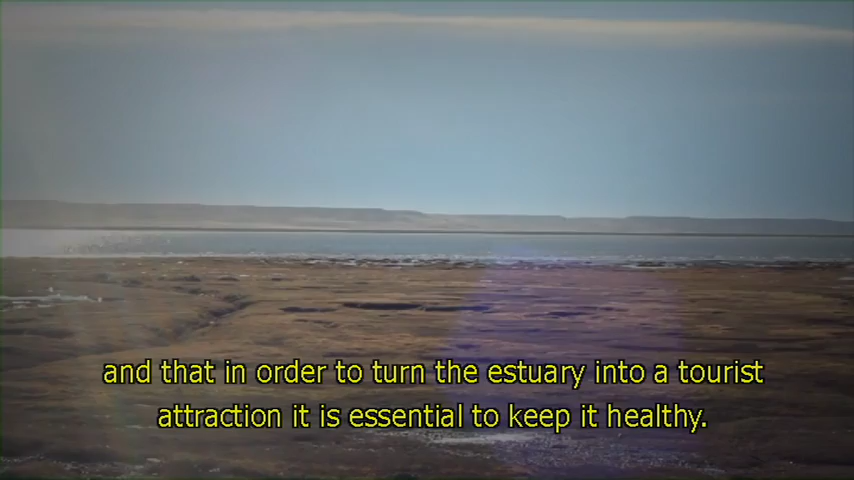 and that in order to turn the estuary into a tourist
attraction it is essential to keep it healthy.